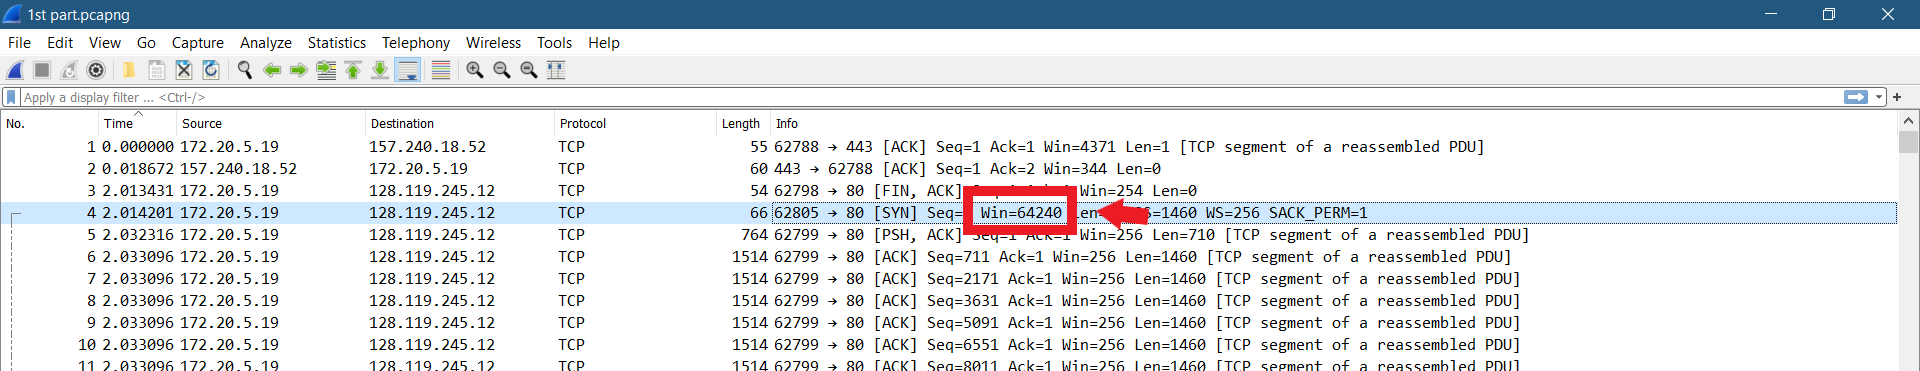 1st part.pcapng
File Edit View Go Capture Analyze Statistics Telephony Wireless Tools Help
Apply a display filter ... <Ctrl-/>
No. Time Source Destination Protocol Length Info
1 0.000000 172.20.5.19 157.240.18.52 TCP 55 62788 → 443 [ACK] Seq=1 Ack=1 Win=4371 Len=1 [TCP segment of a reassembled PDU]
2 0.018672 157.240.18.52 172.20.5.19 TCP 60 443 → 62788 [ACK] Seq=1 Ack=2 Win=344 Len=0
3 2.013431 172.20.5.19 128.119.245.12 TCP 54 62798 → 80 [FIN, ACK] Win=254 Len=0
4 2.014201 172.20.5.19 128.119.245.12 TCP 66 62805 → 80 [SYN] Seq= Win=64240 =1460 WS=256 SACK_PERM=1
5 2.032316 172.20.5.19 128.119.245.12 TCP 764 62799 → 80 [PSH, ACK] Seq=1 Ack=1 Win=256 Len=710 [TCP segment of a reassembled PDU]
6 2.033096 172.20.5.19 128.119.245.12 TCP 1514 62799 → 80 [ACK] Seq=711 Ack=1 Win=256 Len=1460 [TCP segment of a reassembled PDU]
7 2.033096 172.20.5.19 128.119.245.12 TCP 1514 62799 → 80 [ACK] Seq=2171 Ack=1 Win=256 Len=1460 [TCP segment of a reassembled PDU]
8 2.033096 172.20.5.19 128.119.245.12 TCP 1514 62799 → 80 [ACK] Seq=3631 Ack=1 Win=256 Len=1460 [TCP segment of a reassembled PDU]
9 2.033096 172.20.5.19 128.119.245.12 TCP 1514 62799 → 80 [ACK] Seq=5091 Ack=1 Win=256 Len=1460 [TCP segment of a reassembled PDU]
10 2.033096 172.20.5.19 128.119.245.12 TCP 1514 62799 → 80 [ACK] Seq=6551 Ack=1 Win=256 Len=1460 [TCP segment of a reassembled PDU]
11 2.033096 172.20.5.19 128.119.245.12 TCP 1514 62799 → 80 [ACK] Seq=8011 Ack=1 Win=256 Len=1460 [TCP segment of a reassembled PDU]